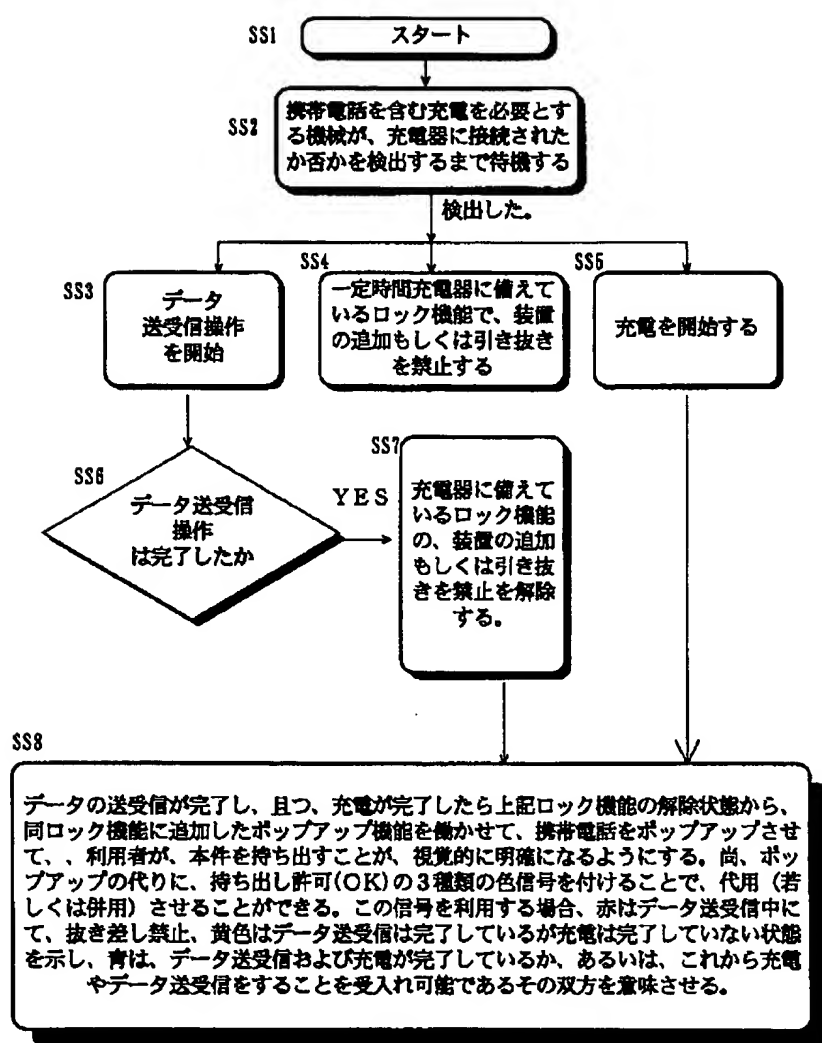 SS1
スタート
SS2
携帯電話を含む充電を必要とす
る機械が、充電器に接続された
か否かを検出するまで待機する
検出した。
SS3
データ
送受信操作
を開始
SS4
一定時間充電器に備えて
いるロック機能で、装置
の追加もしくは引き抜き
を禁止する
SS5
充電を開始する
SS6
データ送受信
操作
は完了したか
YES
SS7
充電器に備えて
いるロック機能
の、装置の追加
もしくは引き抜
きを禁止を解除
する。
SS8
データの送受信が完了し、且つ、充電が完了したら上記ロック機能の解除状態から、
同ロック機能に追加したポップアップ機能を働かせて、携帯電話をポップアップさせ
て、、利用者が、本件を持ち出すことが、視覚的に明確になるようにする。尚、ポッ
プアップの代りに、持ち出し許可(OK)の3種類の色信号を付けることで、代用（若
しくは併用）させることができる。この信号を利用する場合、赤はデータ送受信中に
て、抜き差し禁止、黄色はデータ送受信は完了しているが充電は完了していない状態
を示し、青は、データ送受信および充電が完了しているか、あるいは、これから充電
やデータ送受信をすることを受入れ可能であるその双方を意味させる。